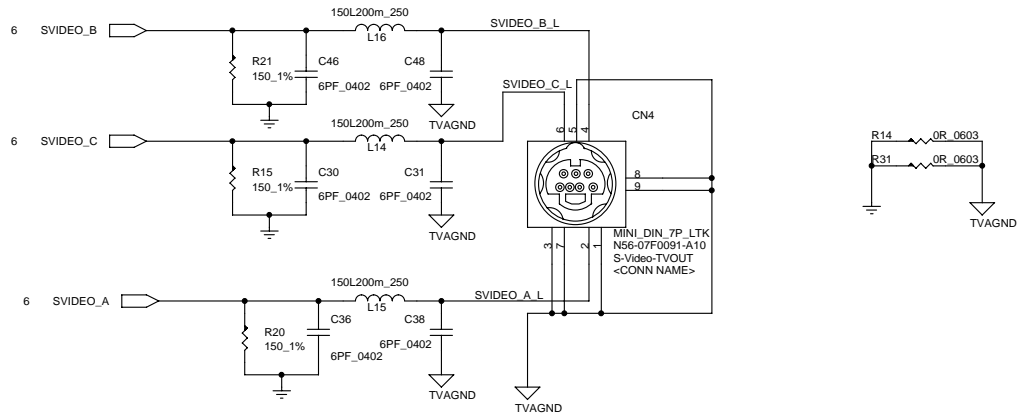 150L200m_250
6 SVIDEO_B
L16
SVIDEO_B_L
R21
150_1%
C46
6PF_0402
C48
6PF_0402
TVAGND
SVIDEO_C_L
CN4
150L200m_250
6 SVIDEO_C
L14
R15
150_1%
C30
6PF_0402
C31
6PF_0402
TVAGND
6
5
4
8
9
3
7
2
1
MINI_DIN_7P_LTK
N56-07F0091-A10
S-Video-TVOUT
<CONN NAME>
R14 0R_0603
R31 0R_0603
TVAGND
150L200m_250
6 SVIDEO_A
L15
SVIDEO_A_L
R20
150_1%
C36
6PF_0402
C38
6PF_0402
TVAGND
TVAGND